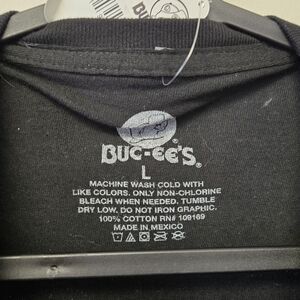 BUC-EE'S®
L
MACHINE WASH COLD WITH
LIKE COLORS. ONLY NON-CHLORINE
BLEACH WHEN NEEDED. TUMBLE
DRY LOW. DO NOT IRON GRAPHIC.
100% COTTON RN# 109169
MADE IN MEXICO